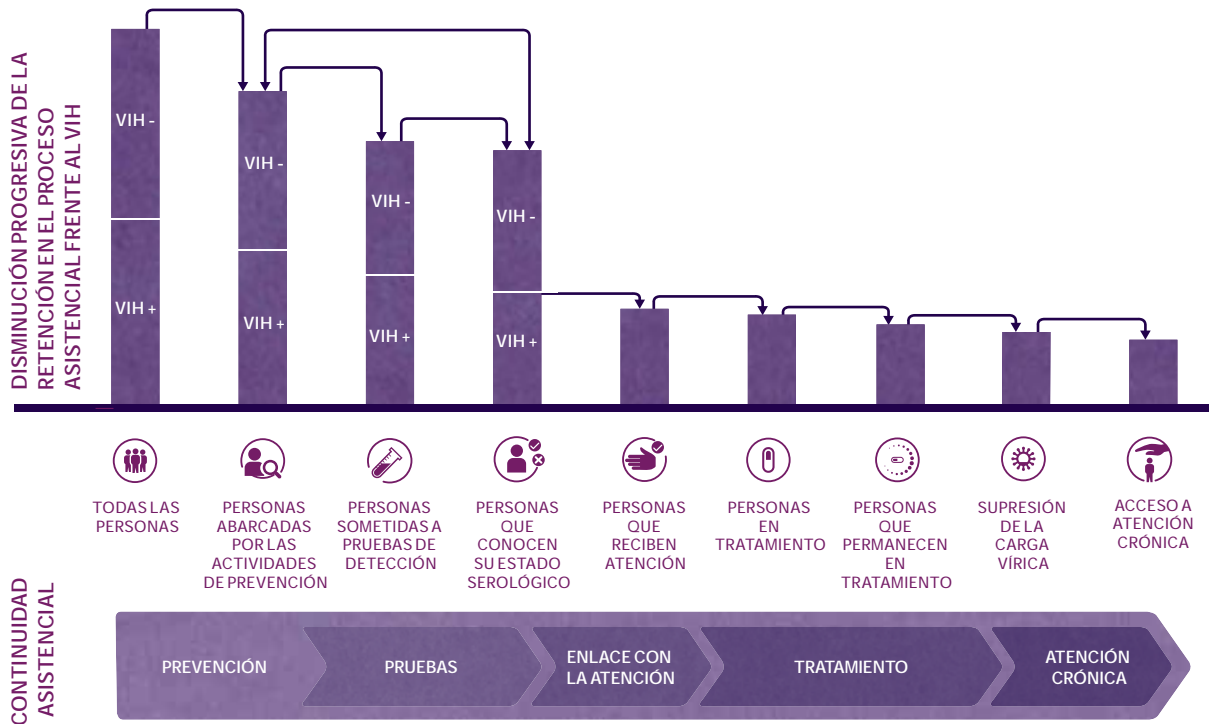 DISMINUCIÓN PROGRESIVA DE LA
RETENCIÓN EN EL PROCESO
ASISTENCIAL FRENTE AL VIH
VIH -
VIH +
VIH -
VIH +
VIH -
VIH +
VIH -
VIH +
TODAS LAS
PERSONAS
PERSONAS
ABARCADAS
POR LAS
ACTIVIDADES
DE PREVENCIÓN
PERSONAS
SOMETIDAS A
PRUEBAS DE
DETECCIÓN
PERSONAS
QUE
CONOCEN
SU ESTADO
SEROLÓGICO
PERSONAS
QUE
RECIBEN
ATENCIÓN
PERSONAS
EN
TRATAMIENTO
PERSONAS
QUE
PERMANECEN
EN
TRATAMIENTO
SUPRESIÓN
DE LA
CARGA
VÍRICA
ACCESO A
ATENCIÓN
CRÓNICA
CONTINUIDAD
ASISTENCIAL
PREVENCIÓN
PRUEBAS
ENLACE CON
LA ATENCIÓN
TRATAMIENTO
ATENCIÓN
CRÓNICA